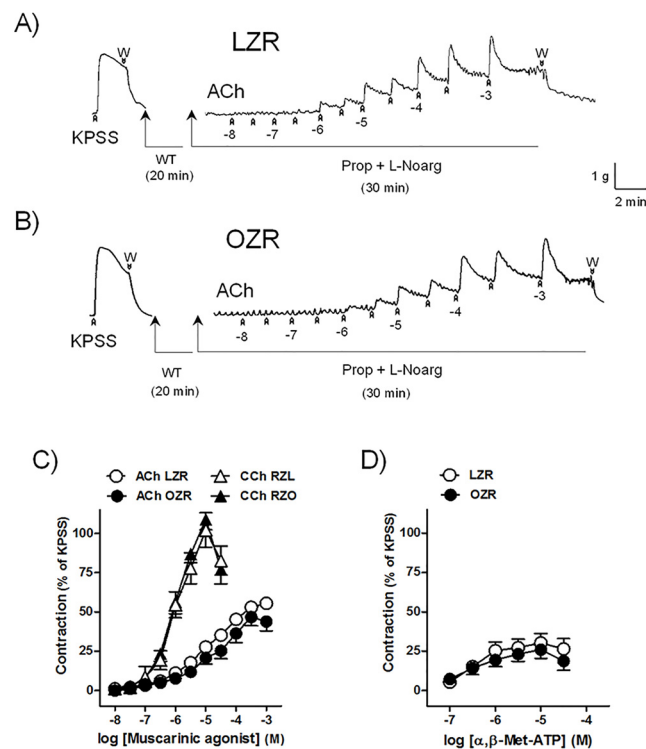 A)
LZR
W
W
ACh
KPSS
-8
-7
-6
-5
-4
-3
WT
(20 min)
Prop + L-Noarg
(30 min)
1 g
2 min
B)
OZR
W
W
ACh
KPSS
-8
-7
-6
-5
-4
-3
WT
(20 min)
Prop + L-Noarg
(30 min)
C)
ACh LZR
CCh RZL
ACh OZR
CCh RZO
Contraction (% of KPSS)
100
75
50
25
0
-8 -7 -6 -5 -4 -3
log [Muscarinic agonist] (M)
D)
LZR
OZR
Contraction (% of KPSS)
100
75
50
25
0
-7 -6 -5 -4
log [α,β-Met-ATP] (M)